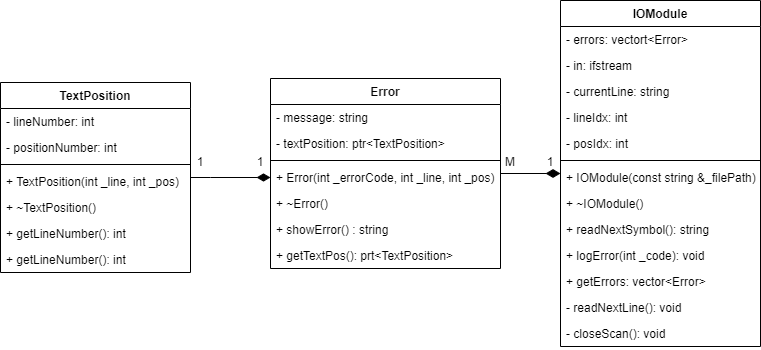 TextPosition
- lineNumber: int
- positionNumber: int
+ TextPosition(int _line, int _pos)
+ ~TextPosition()
+ getLineNumber(): int
+ getLineNumber(): int
1
1
Error
- message: string
- textPosition: ptr<TextPosition>
+ Error(int _errorCode, int _line, int _pos)
+ ~Error()
+ showError() : string
+ getTextPos(): prt<TextPosition>
M
1
IOModule
- errors: vectort<Error>
- in: ifstream
- currentLine: string
- lineIdx: int
- posIdx: int
+ IOModule(const string &_filePath)
+ ~IOModule()
+ readNextSymbol(): string
+ logError(int _code): void
+ getErrors: vector<Error>
- readNextLine(): void
- closeScan(): void